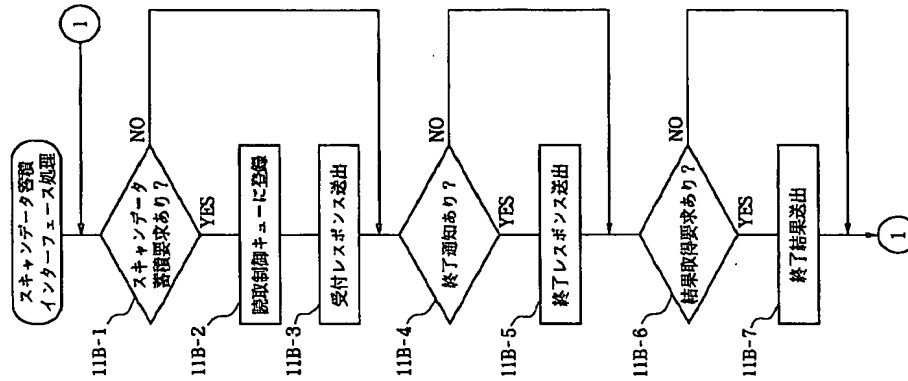 スキャンデータ蓄積
インターフェース処理
1
11B-1
スキャンデータ
蓄積要求あり？
NO
YES
11B-2
読取制御キューに登録
11B-3
受付レスポンス送出
11B-4
終了通知あり？
NO
YES
11B-5
終了レスポンス送出
11B-6
結果取得要求あり？
NO
YES
11B-7
終了結果送出
1